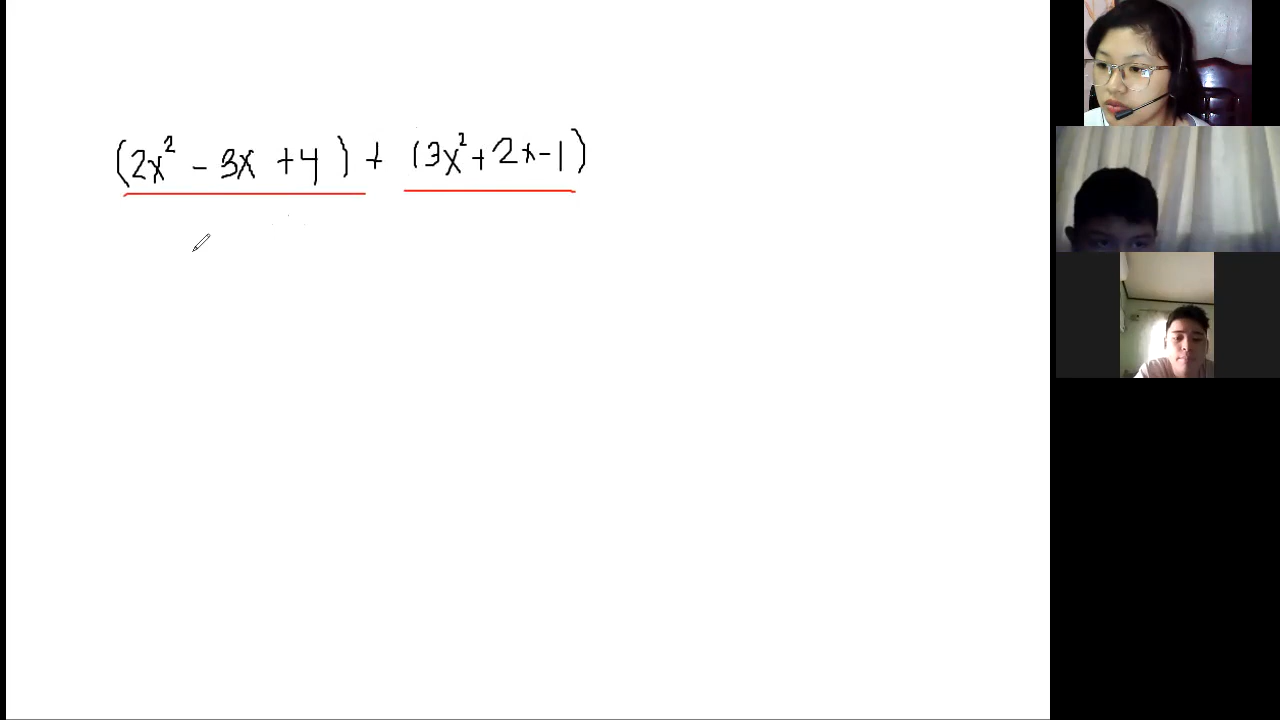 (2x² - 3x + 4) + (3x² + 2x - 1)